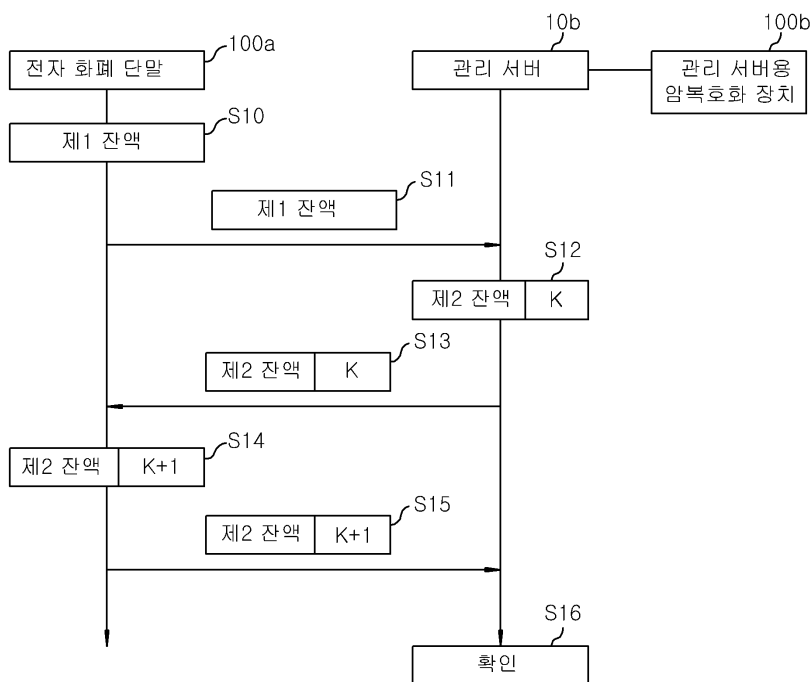 100a
10b
100b
전자 화폐 단말
관리 서버
관리 서버용
암복호화 장치
S10
제1 잔액
S11
제1 잔액
S12
제2 잔액 K
S13
제2 잔액 K
S14
제2 잔액 K+1
S15
제2 잔액 K+1
S16
확인